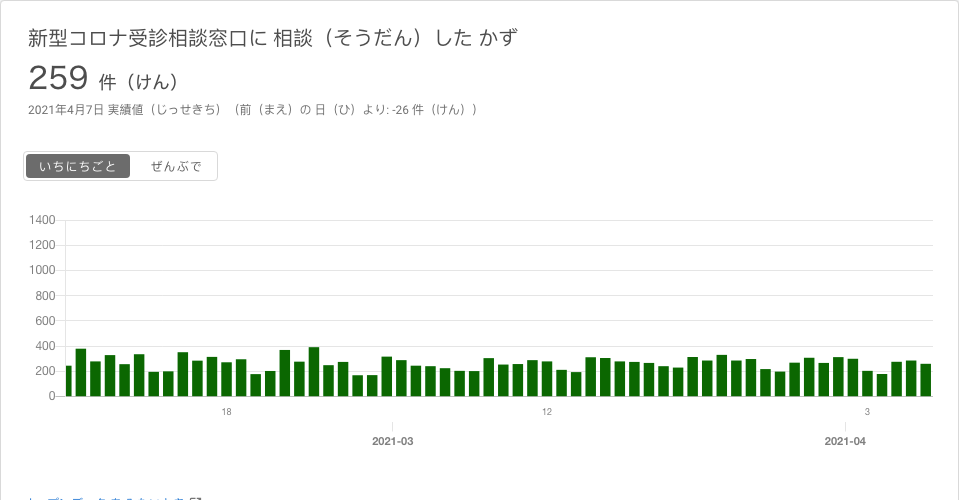 新型コロナ受診相談窓口に 相談（そうだん）した かず
259 件（けん）
2021年4月7日 実績値（じっせきち）（前（まえ）の 日（ひ）より: -26 件（けん））
いちにちごと ぜんぶで
1400
1200
1000
800
600
400
200
0
18 12 3
2021-03 2021-04